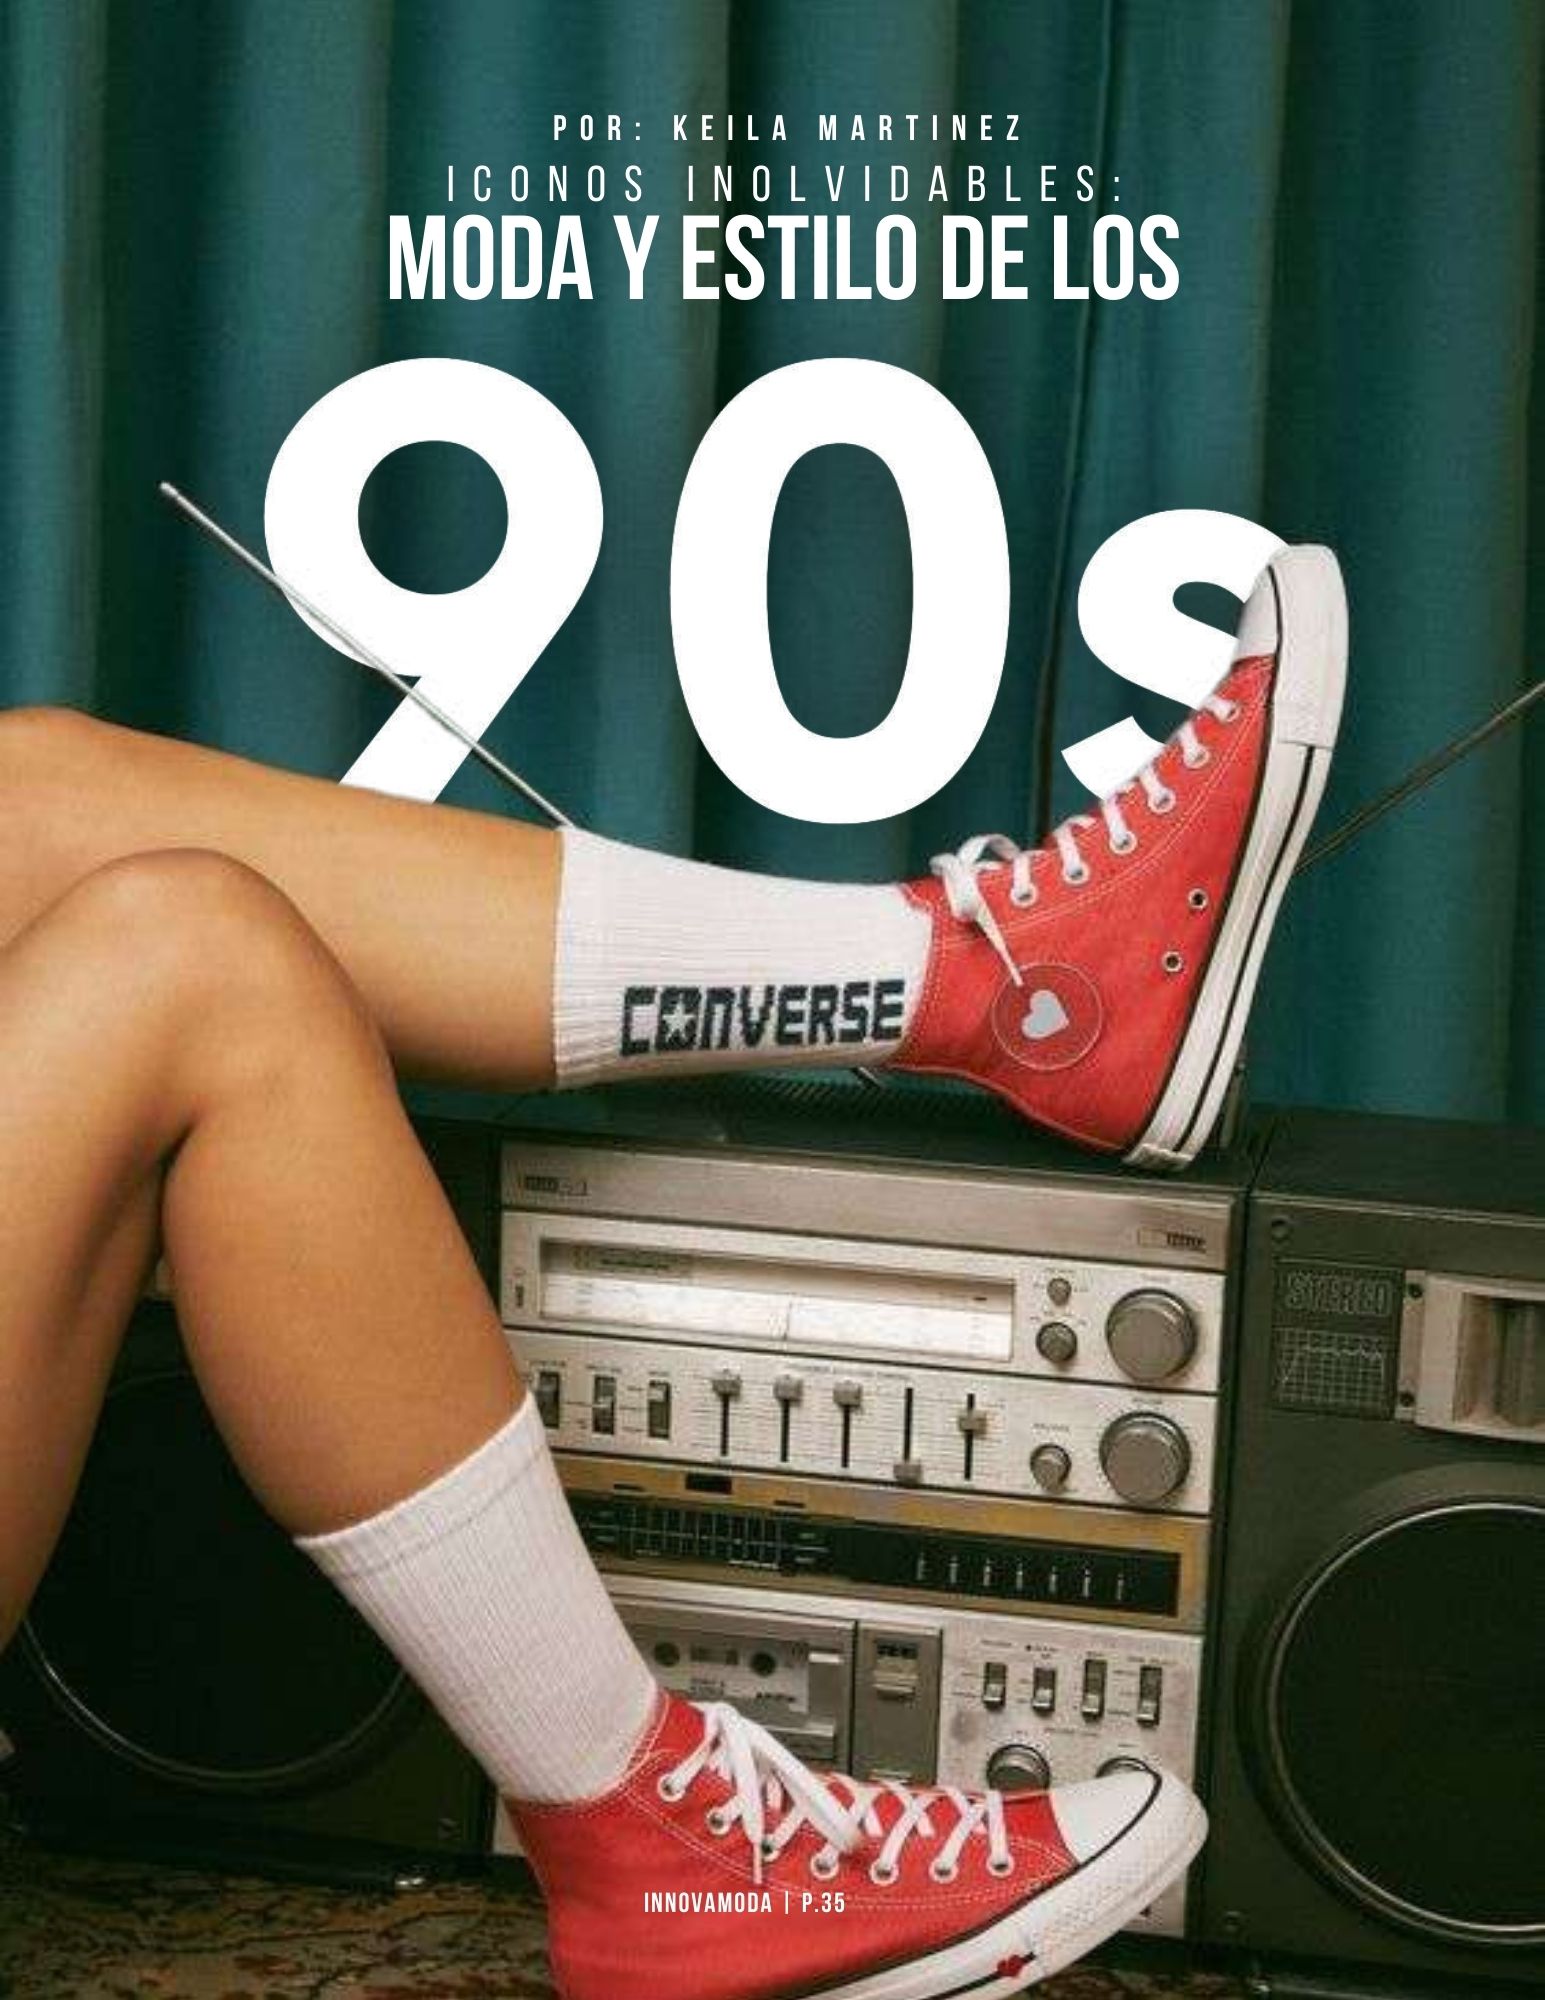 POR: KEILA MARTINEZ
ICONOS INOLVIDABLES:
MODA Y ESTILO DE LOS
90s
CONVERSE
STEREO
INNOVAMODA | P.35